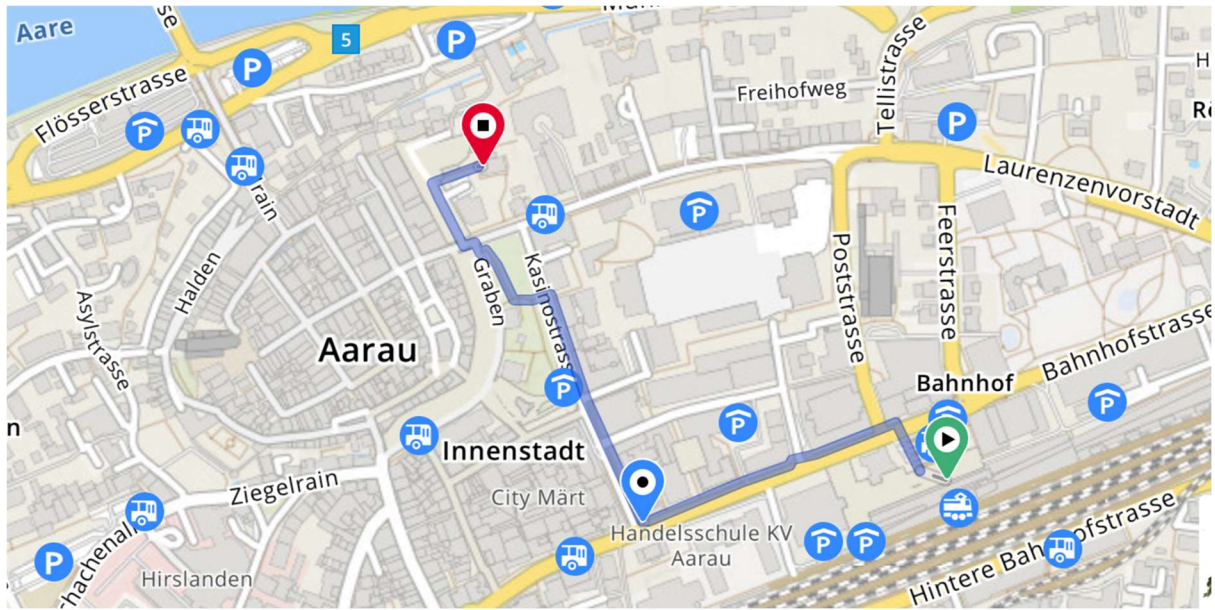 Aare
5
P
P
Flösserstrasse
P
Freihofweg
Tellistrasse
P
Laurenzenvorstadt
P
Halden
Graben
Kasinostrasse
Poststrasse
Feerstrasse
Asylstrasse
Aarau
Bahnhofstrasse
Bahnhof
P
P
P
Innenstadt
Ziegelrain
City Märt
Handelsschule KV
Aarau
P
P
P
Hirslanden
Hintere Bahnhofstrasse